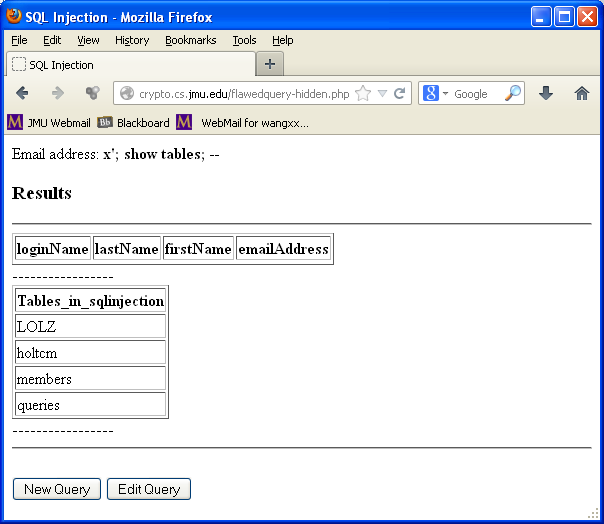 SQL Injection - Mozilla Firefox
File Edit View History Bookmarks Tools Help
SQL Injection
crypto.cs.jmu.edu/flawedquery-hidden.php Google
JMU Webmail Bb Blackboard M WebMail for wangxx...
Email address: x'; show tables; --
Results
loginName lastName firstName emailAddress
-----------------
Tables_in_sqlinjection
LOLZ
holtcm
members
queries
-----------------
New Query Edit Query